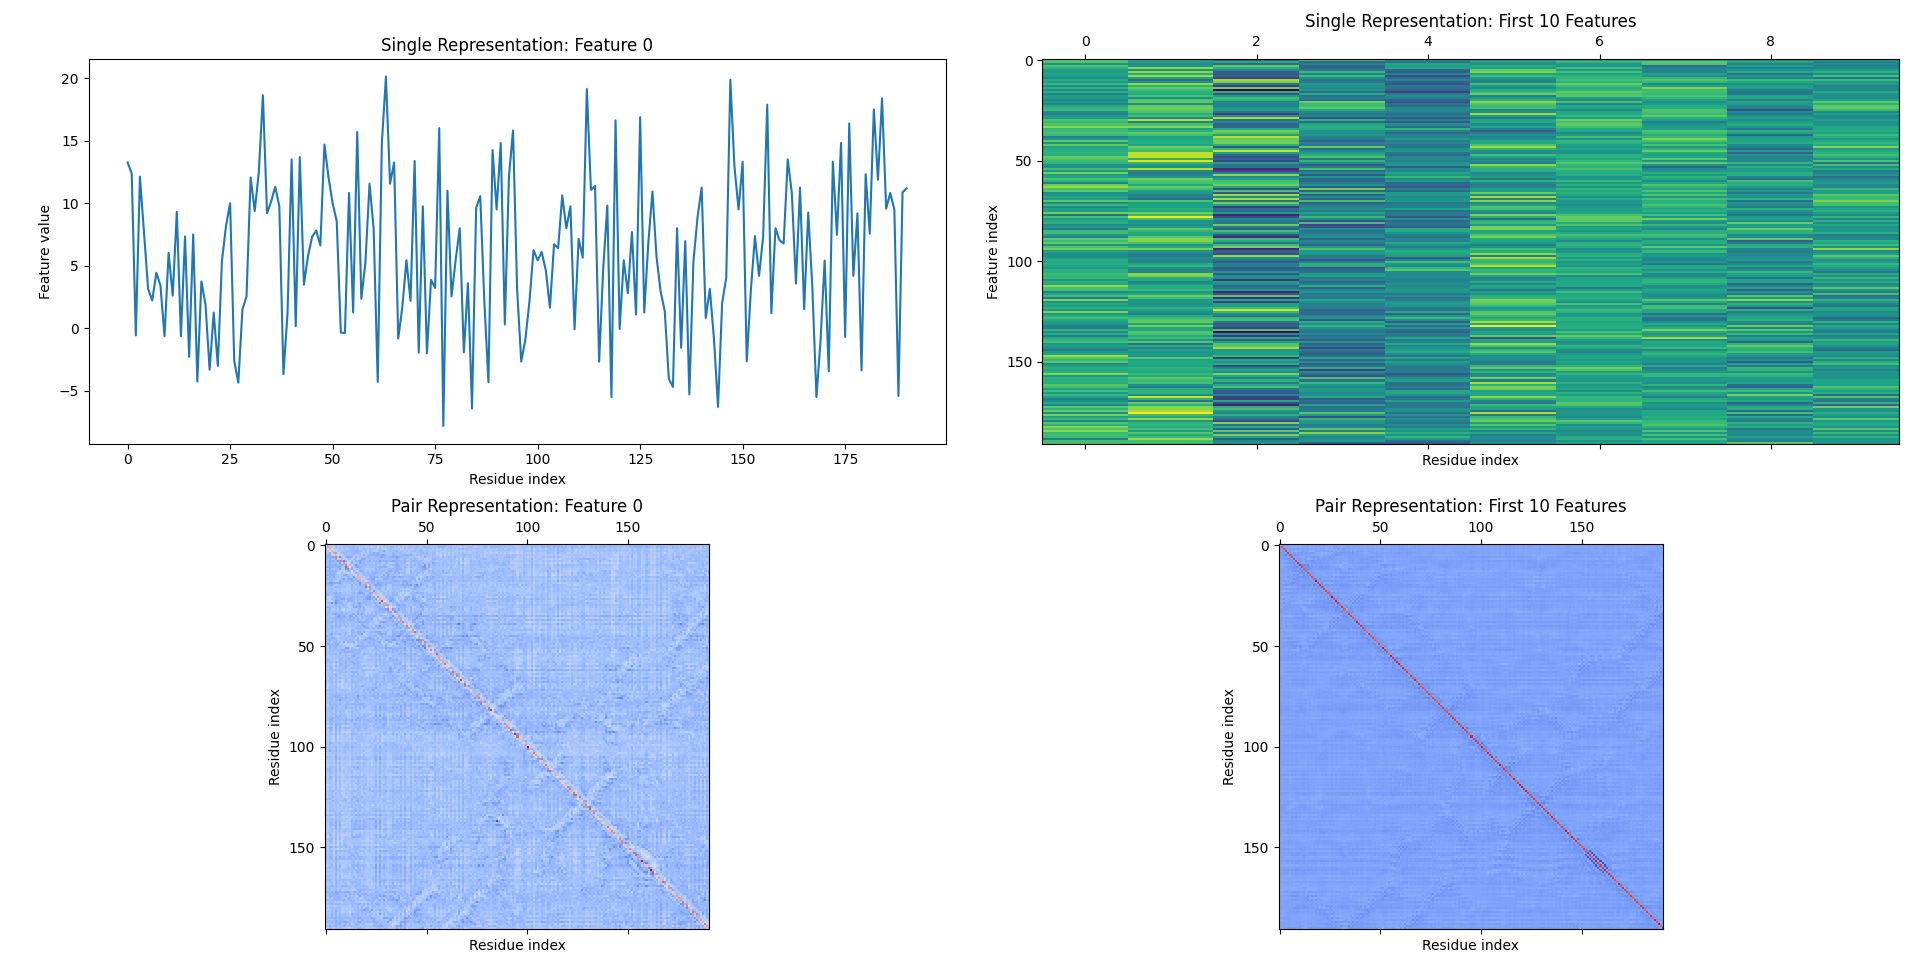 Single Representation: Feature 0
20
15
10
5
0
−5
Feature value
0 25 50 75 100 125 150 175
Residue index
Single Representation: First 10 Features
0 2 4 6 8
0
50
100
150
Feature index
Residue index
Pair Representation: Feature 0
0 50 100 150
0
50
100
150
Residue index
Residue index
Pair Representation: First 10 Features
0 50 100 150
0
50
100
150
Residue index
Residue index